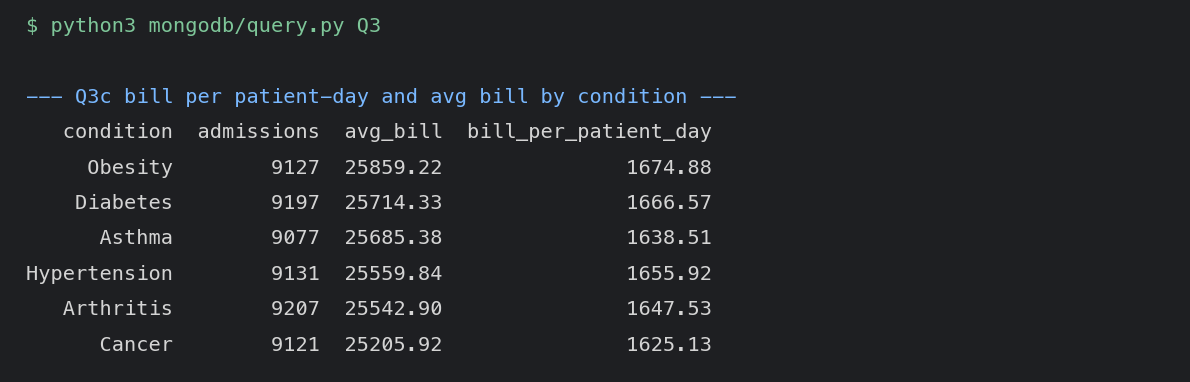 $ python3 mongodb/query.py Q3
--- Q3c bill per patient-day and avg bill by condition ---
condition admissions avg_bill bill_per_patient_day
Obesity 9127 25859.22 1674.88
Diabetes 9197 25714.33 1666.57
Asthma 9077 25685.38 1638.51
Hypertension 9131 25559.84 1655.92
Arthritis 9207 25542.90 1647.53
Cancer 9121 25205.92 1625.13